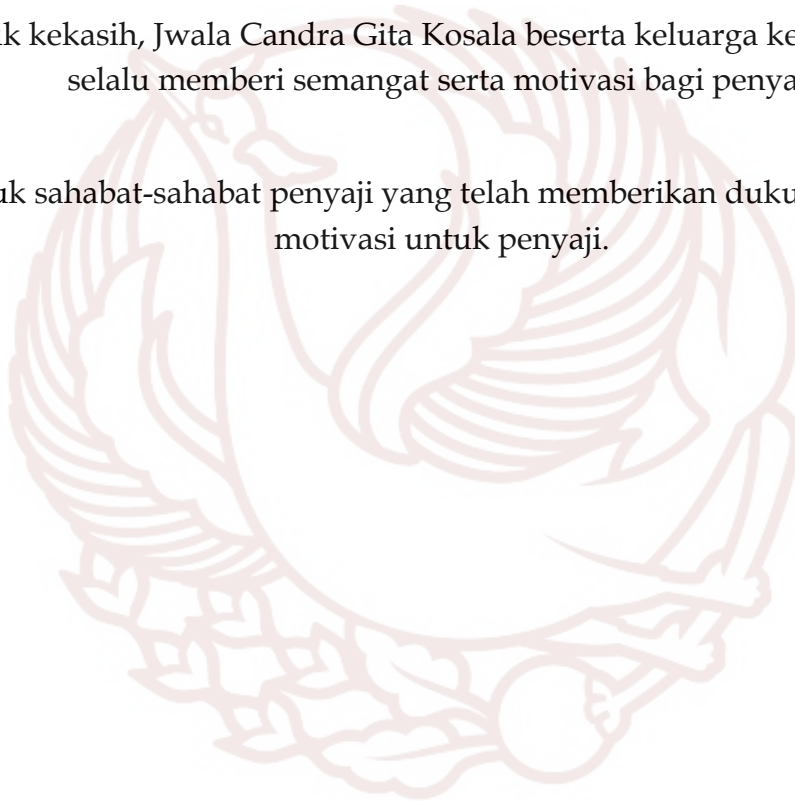 k kekasih, Jwala Candra Gita Kosala beserta keluarga ke
selalu memberi semangat serta motivasi bagi penya
uk sahabat-sahabat penyaji yang telah memberikan duku
motivasi untuk penyaji.